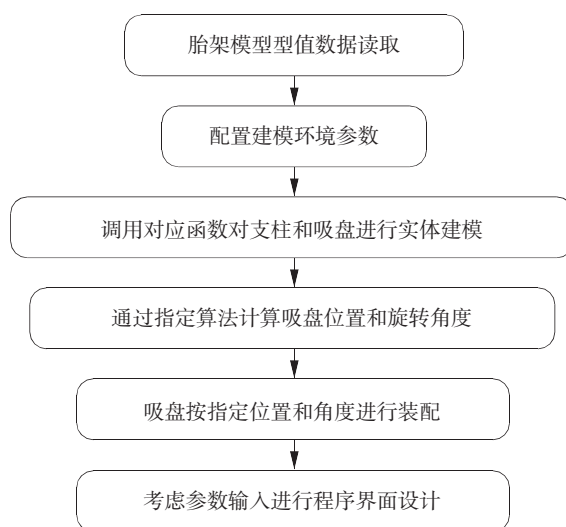 胎架模型型值数据读取
配置建模环境参数
调用对应函数对支柱和吸盘进行实体建模
通过指定算法计算吸盘位置和旋转角度
吸盘按指定位置和角度进行装配
考虑参数输入进行程序界面设计